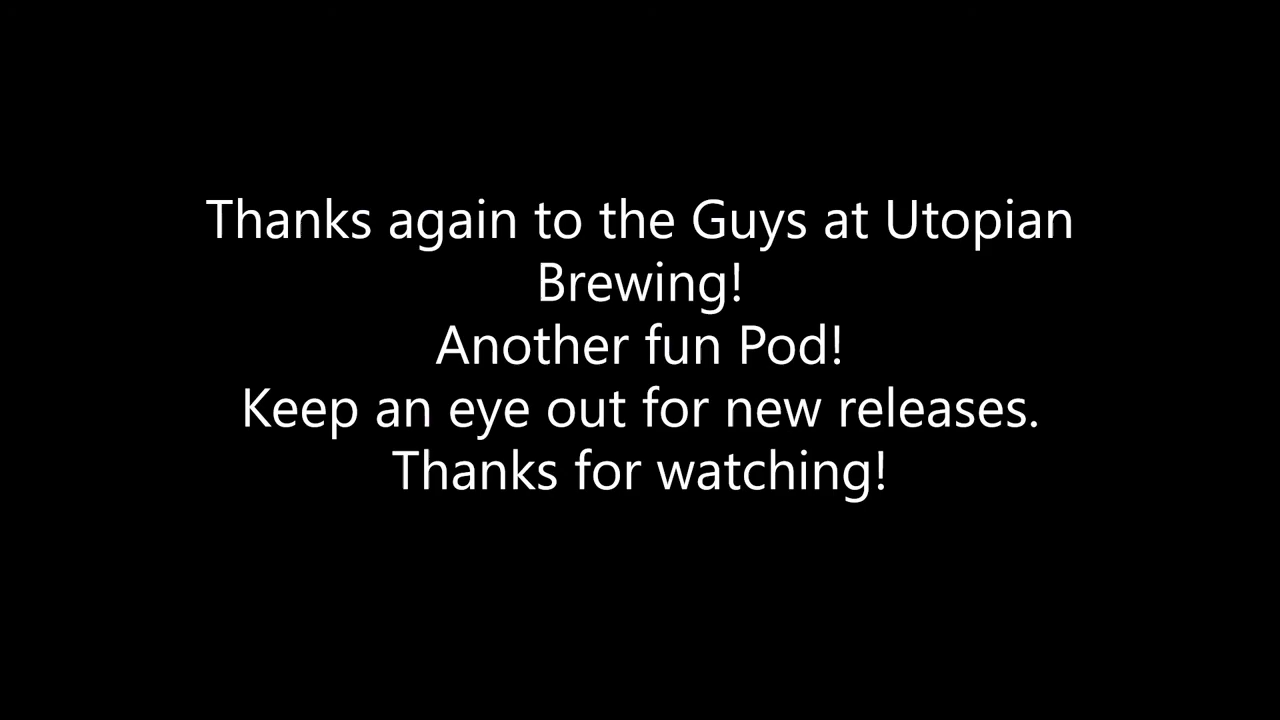 Thanks again to the Guys at Utopian
Brewing!
Another fun Pod!
Keep an eye out for new releases.
Thanks for watching!